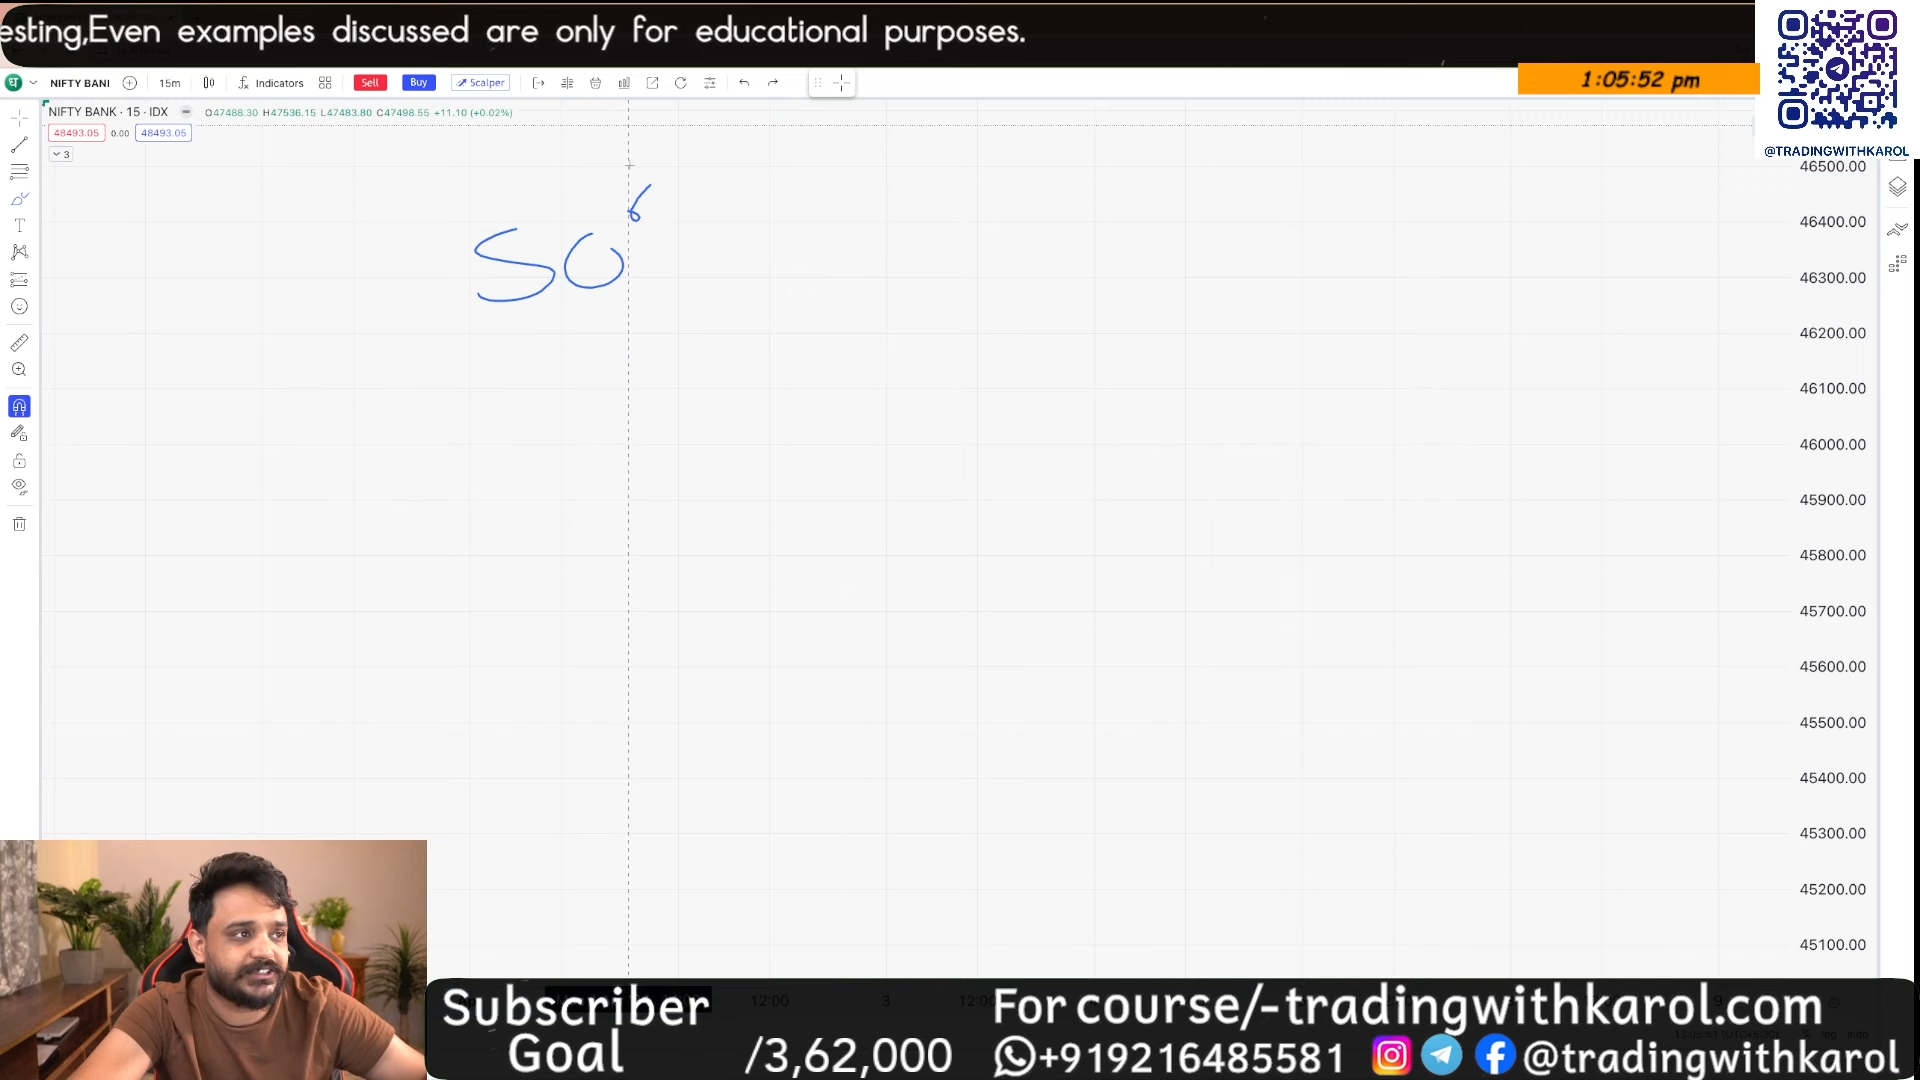 esting,Even examples discussed are only for educational purposes.
1:05:52 pm
@TRADINGWITHKAROL
NIFTY BANI
15m
Indicators
Sell
Buy
Scalper
NIFTY BANK · 15 · IDX
O47488.30 H47536.15 L47483.80 C47498.55 +11.10 (+0.02%)
48493.05 0.00 48493.05
3
46500.00
46400.00
46300.00
46200.00
46100.00
46000.00
45900.00
45800.00
45700.00
45600.00
45500.00
45400.00
45300.00
45200.00
45100.00
12:00
3
Subscriber
Goal
/3,62,000
For course/-tradingwithkarol.com
+919216485581
@tradingwithkarol